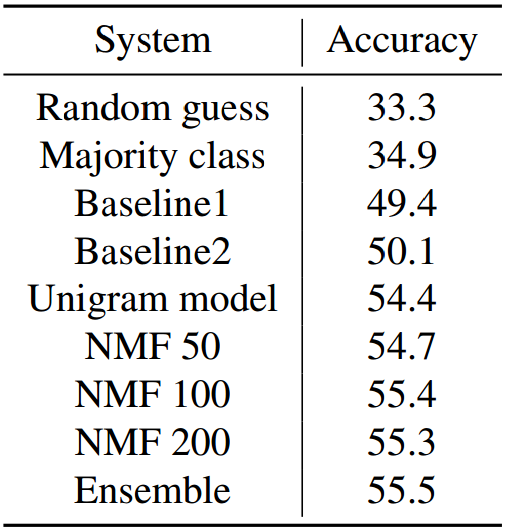 System Accuracy
Random guess 33.3
Majority class 34.9
Baseline1 49.4
Baseline2 50.1
Unigram model 54.4
NMF 50 54.7
NMF 100 55.4
NMF 200 55.3
Ensemble 55.5